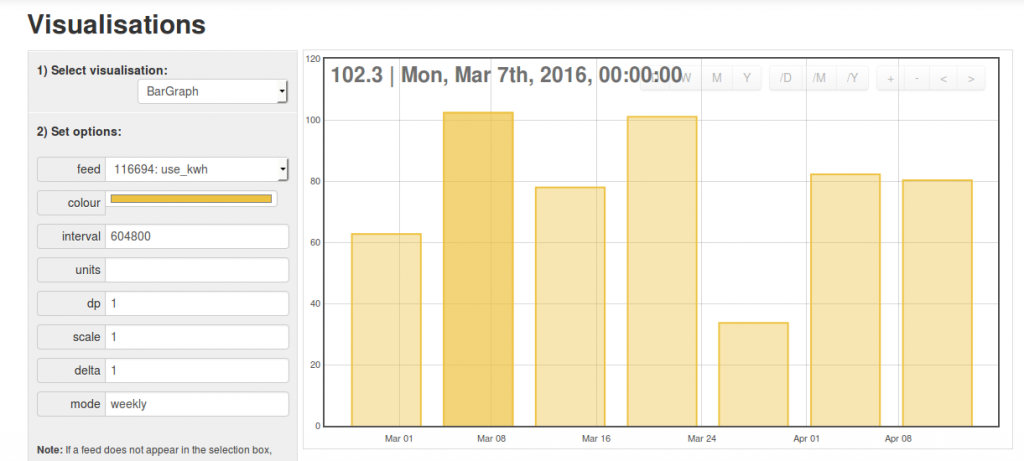 Visualisations
1) Select visualisation:
BarGraph
2) Set options:
feed 116694: use_kwh
colour
interval 604800
units
dp 1
scale 1
delta 1
mode weekly
Note: If a feed does not appear in the selection box,
102.3 | Mon, Mar 7th, 2016, 00:00:00
W M Y /D /M /Y + - < >
120
100
80
60
40
20
0
Mar 01 Mar 08 Mar 16 Mar 24 Apr 01 Apr 08